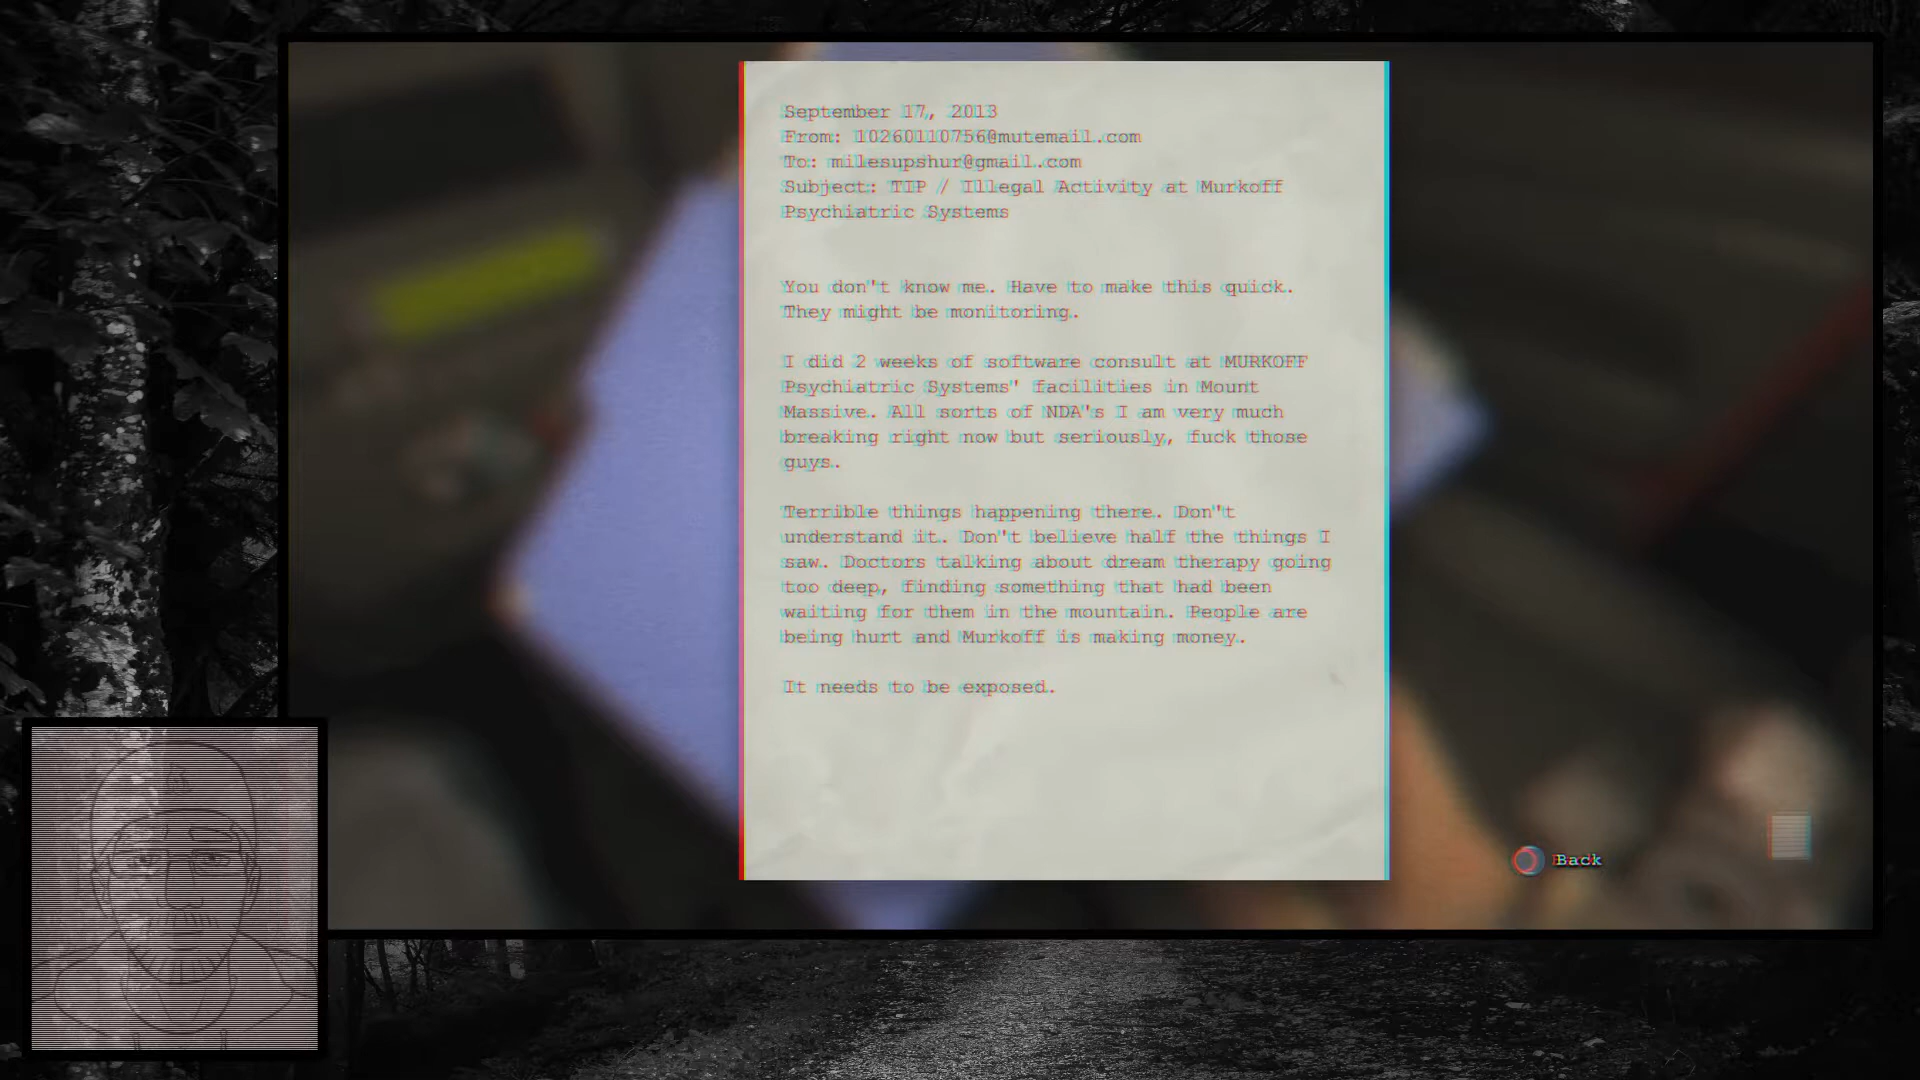 September 17, 2013
From: 10260110756@mutemail.com
To: milesupshur@gmail.com
Subject: TIP / Illegal Activity at Murkoff
Psychiatric Systems
You don"t know me. Have to make this quick.
They might be monitoring.
I did 2 weeks of software consult at MURKOFF
Psychiatric Systems" facilities in Mount
Massive. All sorts of NDA's I am very much
breaking right now but seriously, fuck those
guys.
Terrible things happening there. Don"t
understand it. Don"t believe half the things I
saw. Doctors talking about dream therapy going
too deep, finding something that had been
waiting for them in the mountain. People are
being hurt and Murkoff is making money.
It needs to be exposed.
Back